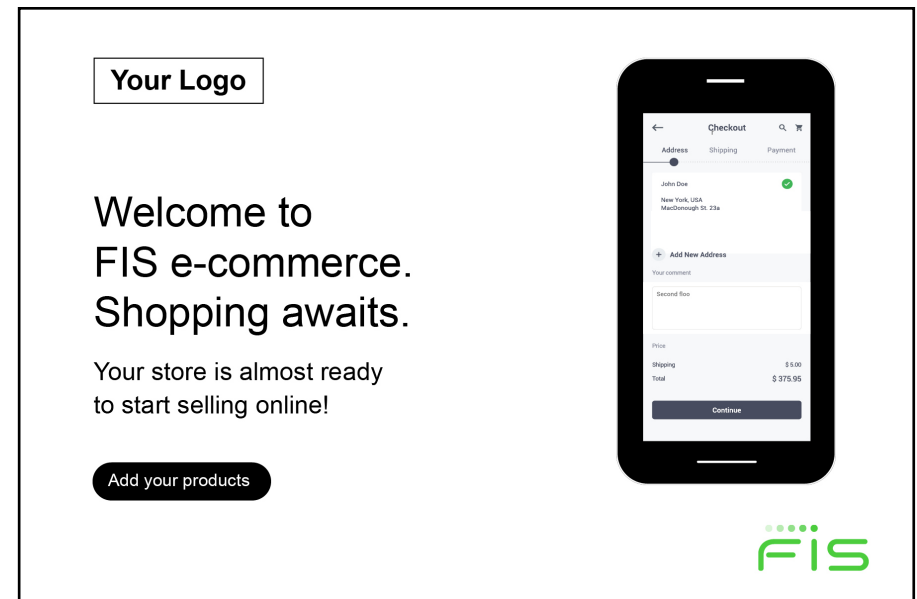 Your Logo
Welcome to
FIS e-commerce.
Shopping awaits.
Your store is almost ready
to start selling online!
Add your products
Checkout
Address Shipping Payment
John Doe
New York, USA
MacDonough St. 23a
+ Add New Address
Your comment
Second floo
Price
Shipping $ 5.00
Total $ 375.95
Continue
FIS